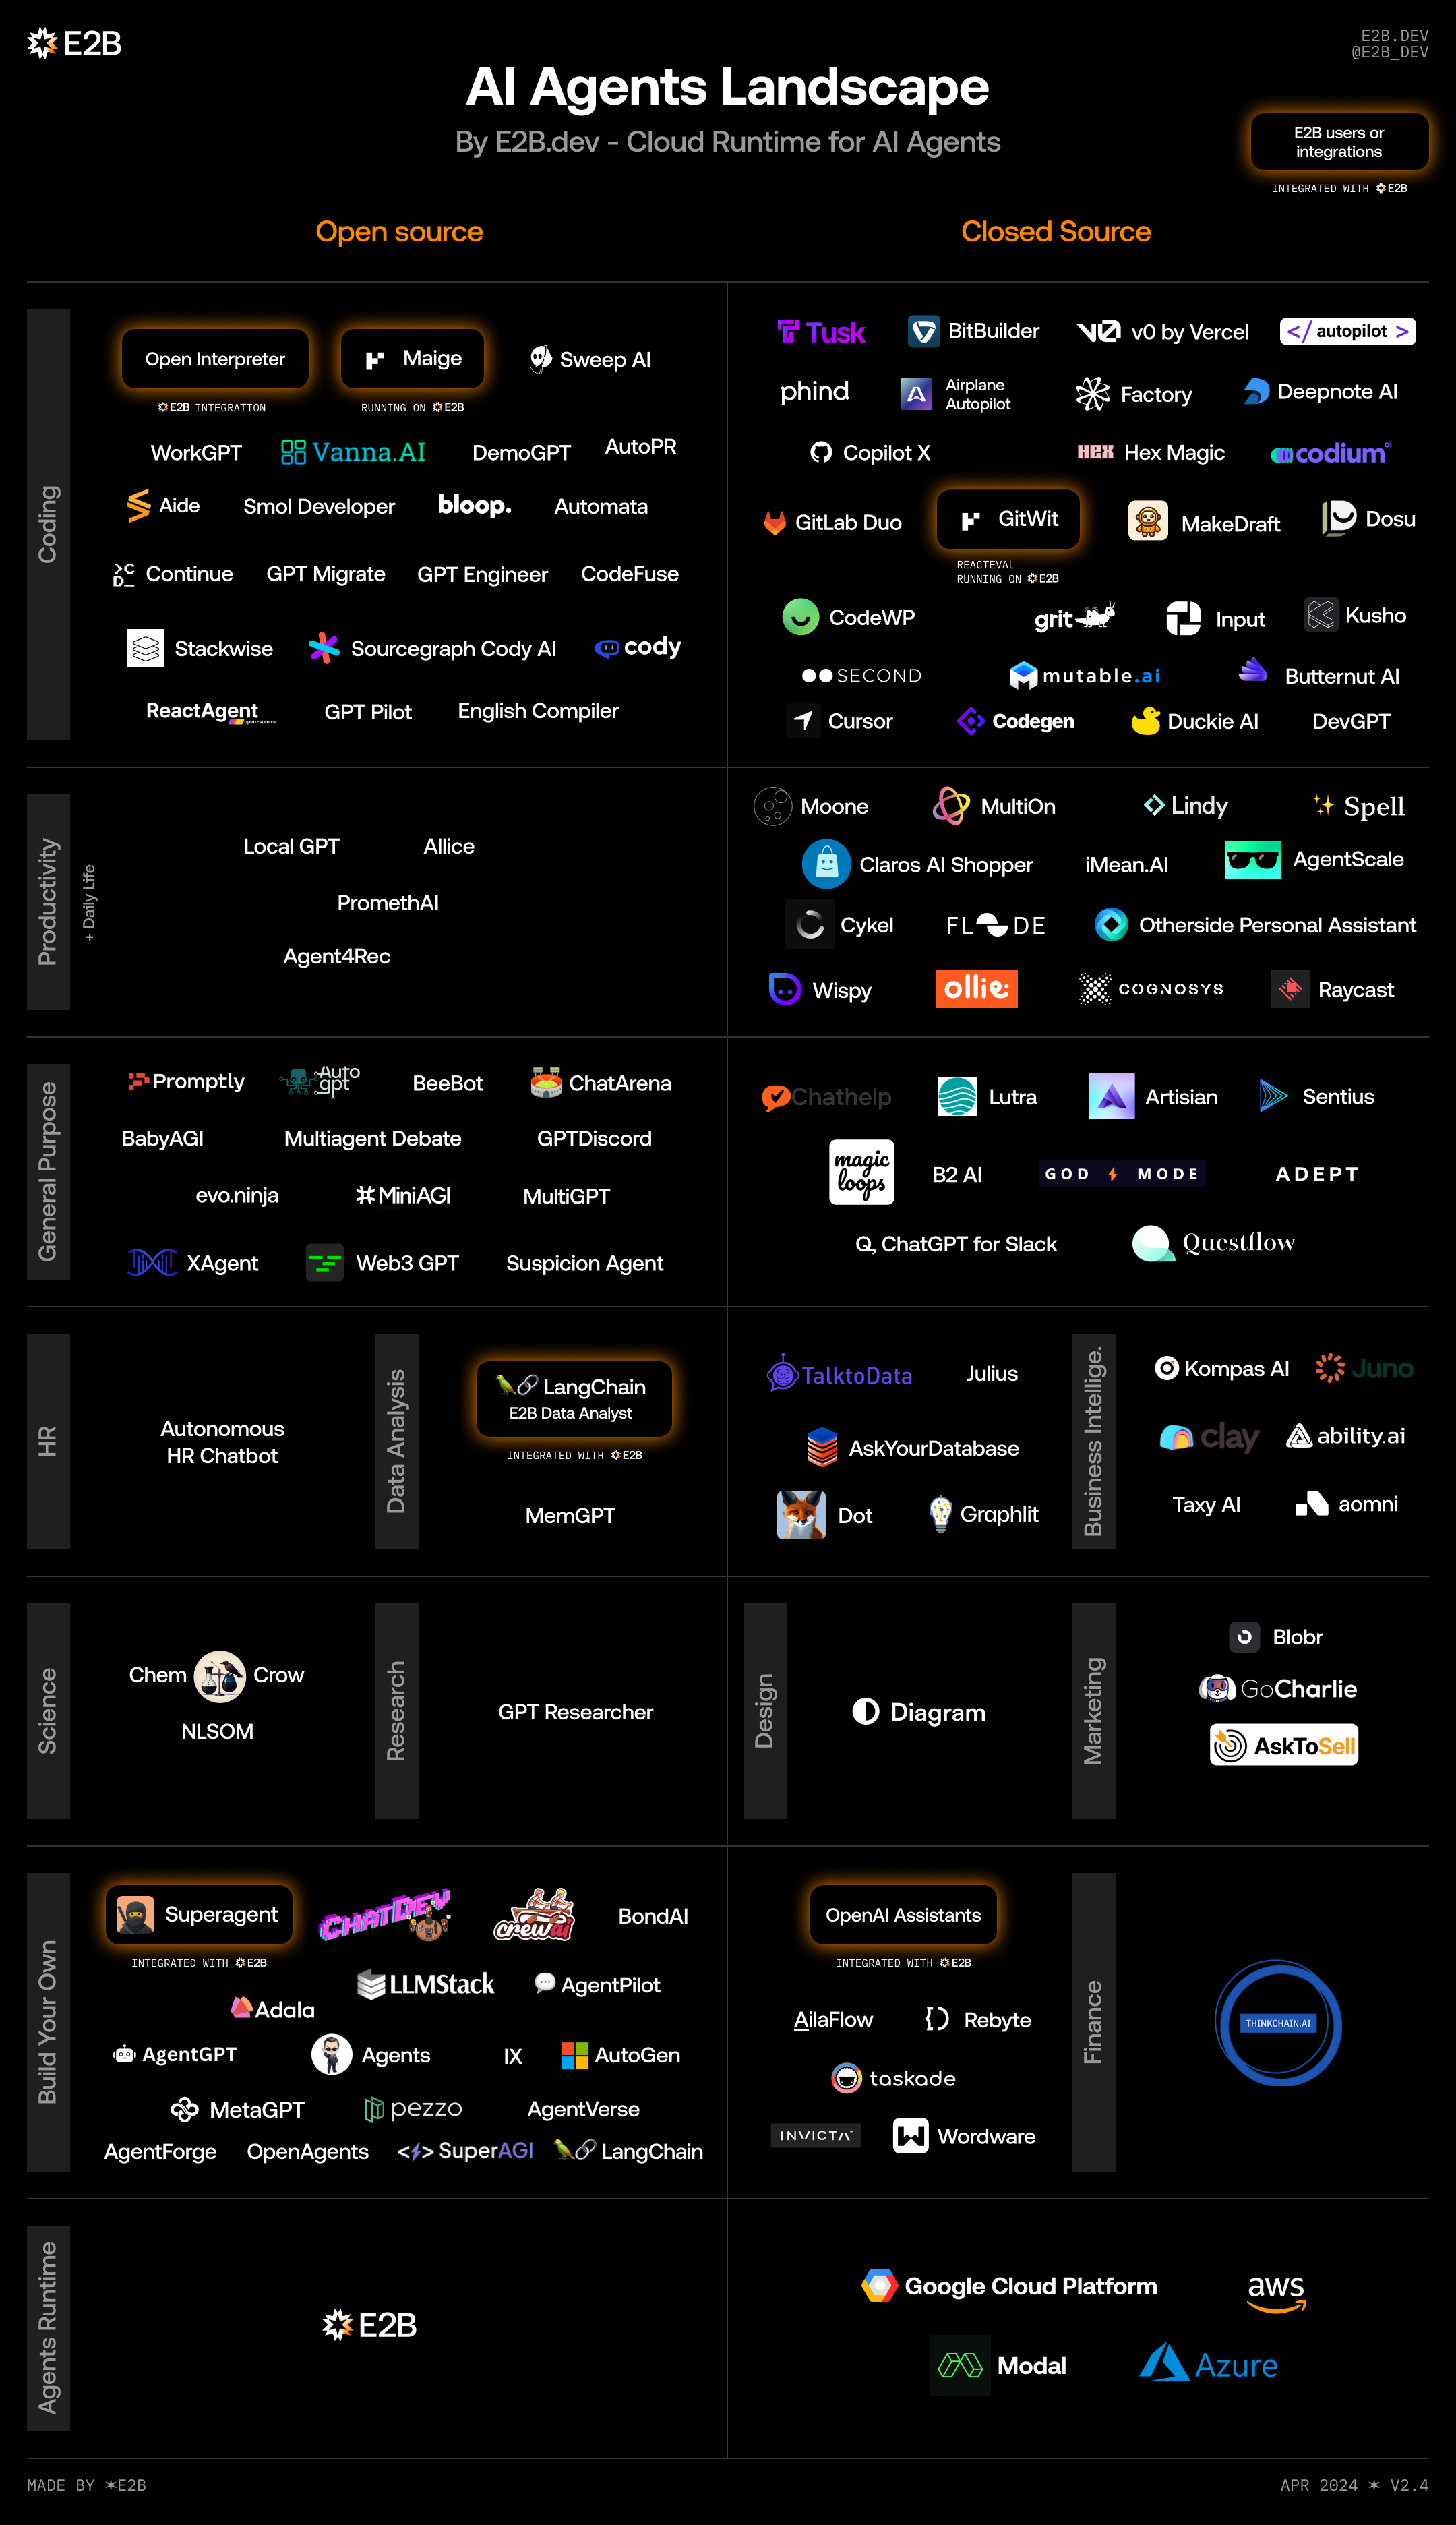 E2B
E2B.DEV
@E2B_DEV
AI Agents Landscape
By E2B.dev - Cloud Runtime for AI Agents
E2B users or
integrations
INTEGRATED WITH E2B
Open source
Closed Source
Coding
Open Interpreter
E2B INTEGRATION
Maige
RUNNING ON E2B
Sweep AI
WorkGPT
Vanna.AI
DemoGPT
AutoPR
Aide
Smol Developer
bloop.
Automata
Continue
GPT Migrate
GPT Engineer
CodeFuse
Stackwise
Sourcegraph Cody AI
cody
ReactAgent
open-source
GPT Pilot
English Compiler
Tusk
BitBuilder
v0 by Vercel
</ autopilot >
phind
Airplane
Autopilot
Factory
Deepnote AI
Copilot X
HEX
Hex Magic
codium ai
GitLab Duo
GitWit
REACTEVAL
RUNNING ON E2B
MakeDraft
Dosu
CodeWP
grit
Input
Kusho
SECOND
mutable.ai
Butternut AI
Cursor
Codegen
Duckie AI
DevGPT
Productivity
+ Daily Life
Local GPT
Allice
PromethAI
Agent4Rec
Moone
MultiOn
Lindy
Spell
Claros AI Shopper
iMean.AI
AgentScale
Cykel
FL DE
Otherside Personal Assistant
Wispy
ollie:
COGNOSYS
Raycast
General Purpose
Promptly
Auto
gpt
BeeBot
ChatArena
BabyAGI
Multiagent Debate
GPTDiscord
evo.ninja
MiniAGI
MultiGPT
XAgent
Web3 GPT
Suspicion Agent
Chathelp
Lutra
Artisian
Sentius
magic
loops
B2 AI
GOD MODE
ADEPT
Q, ChatGPT for Slack
Questflow
HR
Autonomous
HR Chatbot
Data Analysis
LangChain
E2B Data Analyst
INTEGRATED WITH E2B
MemGPT
TalktoData
Julius
AskYourDatabase
Dot
Graphlit
Business Intellige.
Kompas AI
Juno
clay
ability.ai
Taxy AI
aomni
Science
Chem Crow
NLSOM
Research
GPT Researcher
Design
Diagram
Marketing
Blobr
GoCharlie
AskToSell
Build Your Own
Superagent
INTEGRATED WITH E2B
CHATDEV
crewai
BondAI
LLMStack
AgentPilot
Adala
AgentGPT
Agents
IX
AutoGen
MetaGPT
pezzo
AgentVerse
AgentForge
OpenAgents
SuperAGI
LangChain
OpenAI Assistants
INTEGRATED WITH E2B
AilaFlow
Rebyte
taskade
INVICTA
Wordware
Finance
THINKCHAIN.AI
Agents Runtime
E2B
Google Cloud Platform
aws
Modal
Azure
MADE BY ✶E2B
APR 2024 ✶ V2.4